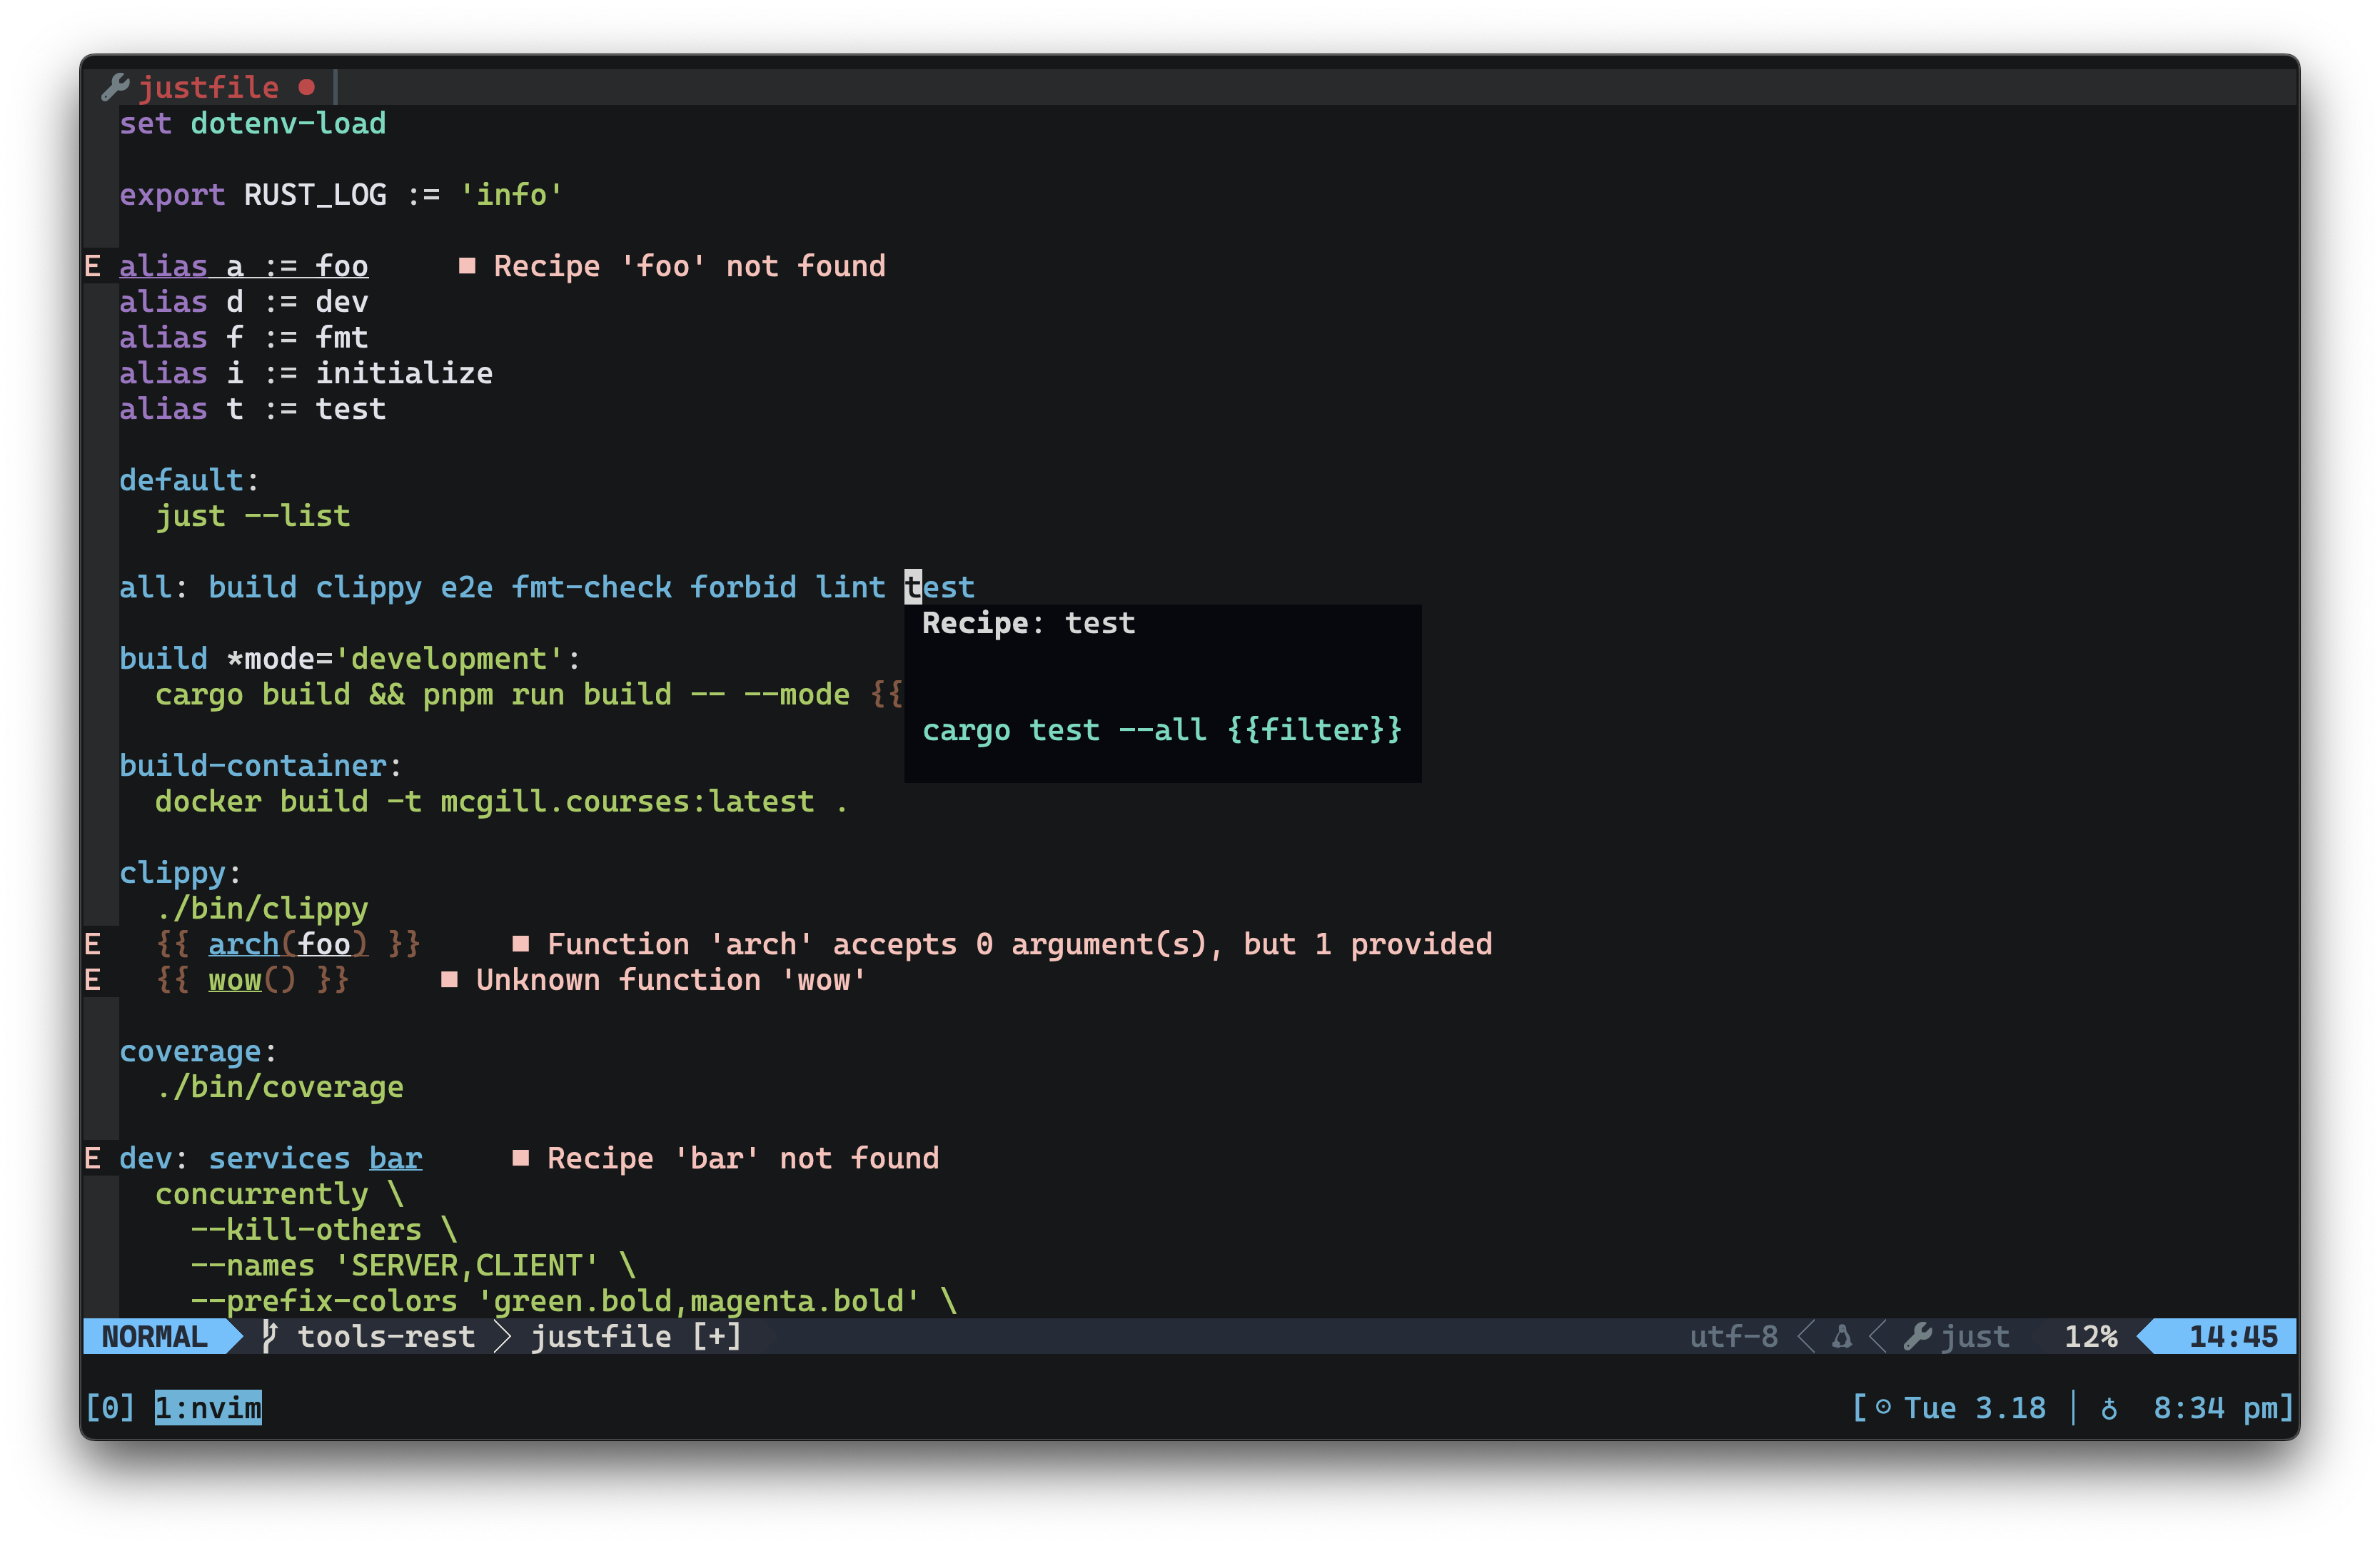 justfile ●
set dotenv-load
export RUST_LOG := 'info'
E alias a := foo ■ Recipe 'foo' not found
alias d := dev
alias f := fmt
alias i := initialize
alias t := test
default:
just --list
all: build clippy e2e fmt-check forbid lint test
Recipe: test
build *mode='development':
cargo build && pnpm run build -- --mode {{
cargo test --all {{filter}}
build-container:
docker build -t mcgill.courses:latest .
clippy:
./bin/clippy
E {{ arch(foo) }} ■ Function 'arch' accepts 0 argument(s), but 1 provided
E {{ wow() }} ■ Unknown function 'wow'
coverage:
./bin/coverage
E dev: services bar ■ Recipe 'bar' not found
concurrently \
--kill-others \
--names 'SERVER,CLIENT' \
--prefix-colors 'green.bold,magenta.bold' \
NORMAL tools-rest justfile [+] utf-8 just 12% 14:45
[0] 1:nvim [ ⊙ Tue 3.18 │ ♁ 8:34 pm]